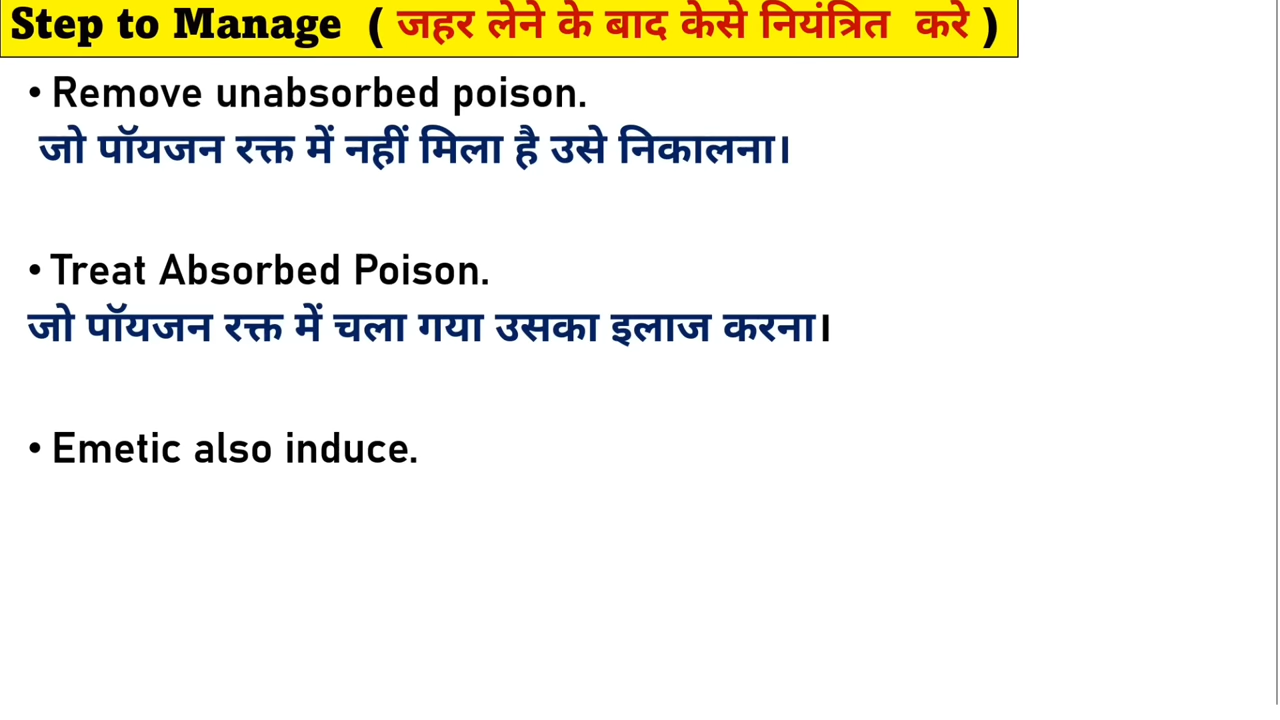 Step to Manage ( जहर लेने के बाद केसे नियंत्रित करे )
• Remove unabsorbed poison.
जो पॉयजन रक्त में नहीं मिला है उसे निकालना।
• Treat Absorbed Poison.
जो पॉयजन रक्त में चला गया उसका इलाज करना।
• Emetic also induce.